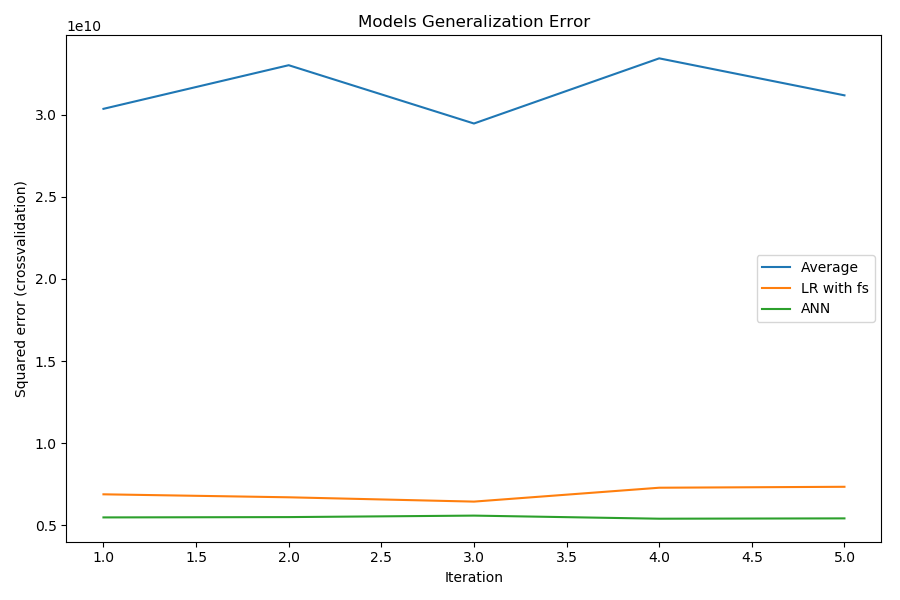 Models Generalization Error
1e10
3.0
2.5
2.0
1.5
1.0
0.5
Squared error (crossvalidation)
Average
LR with fs
ANN
1.0 1.5 2.0 2.5 3.0 3.5 4.0 4.5 5.0
Iteration